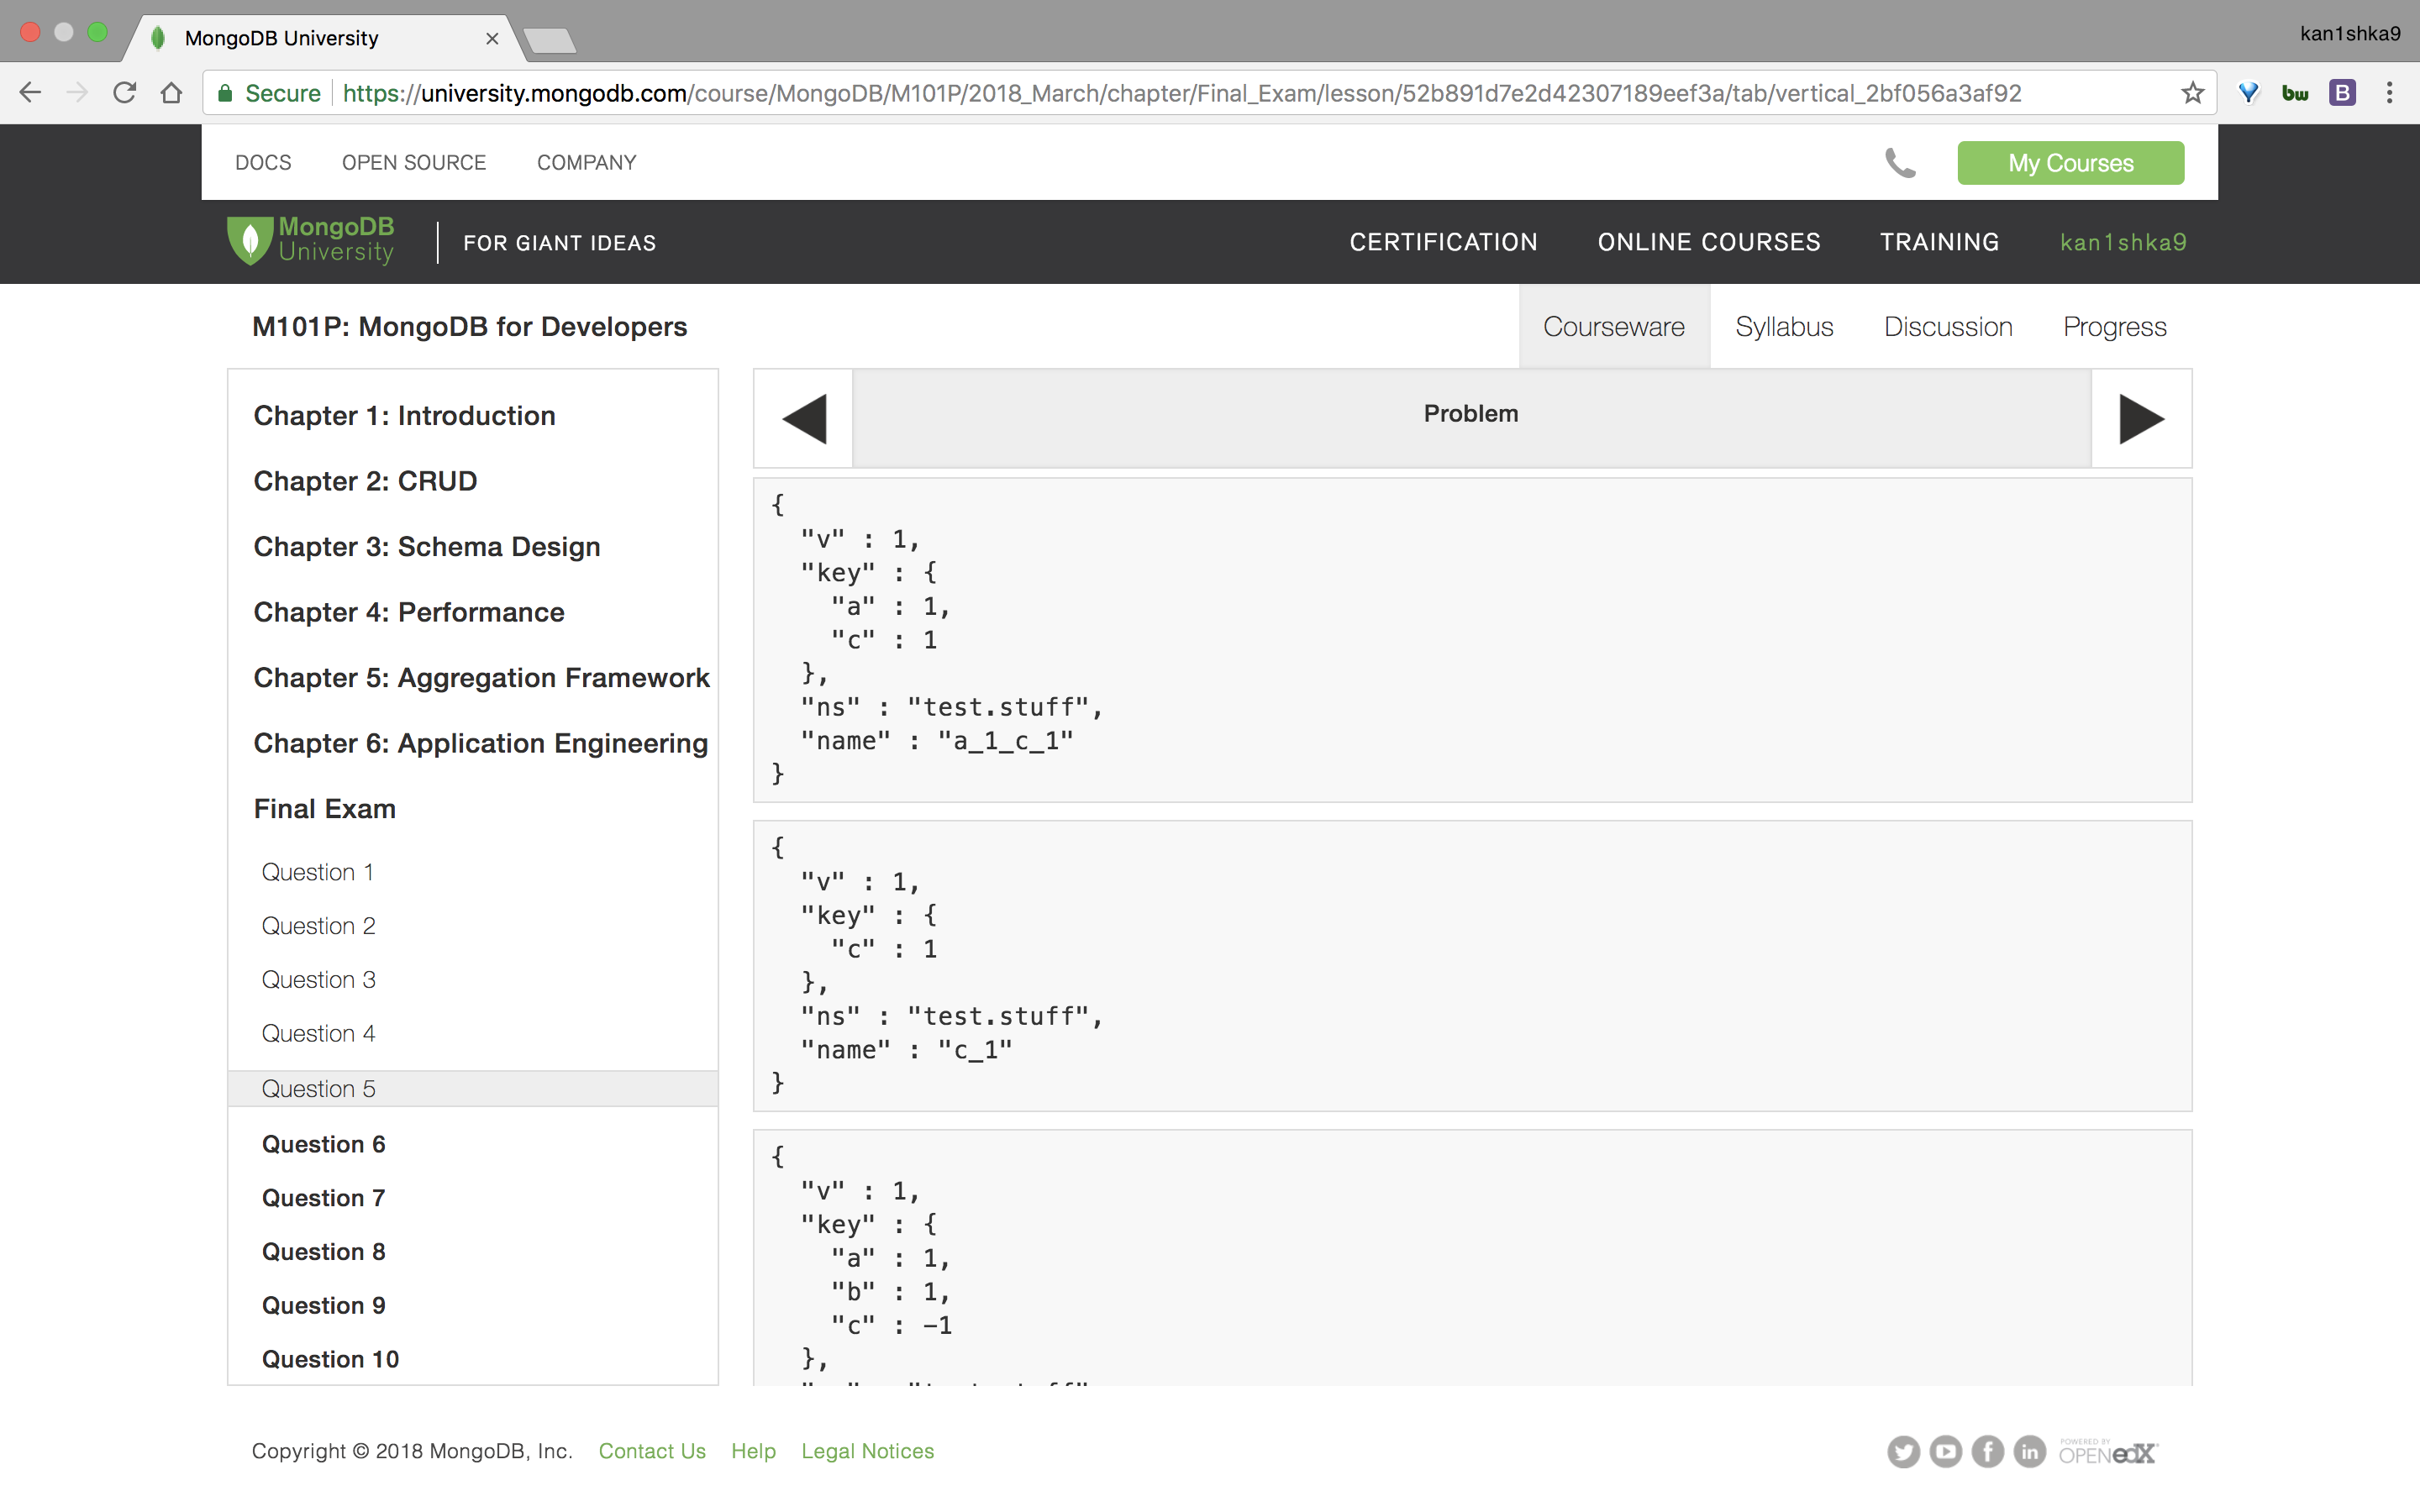 MongoDB University
kan1shka9
Secure https://university.mongodb.com/course/MongoDB/M101P/2018_March/chapter/Final_Exam/lesson/52b891d7e2d42307189eef3a/tab/vertical_2bf056a3af92
bw
B
DOCS OPEN SOURCE COMPANY
My Courses
MongoDB
University
FOR GIANT IDEAS
CERTIFICATION ONLINE COURSES TRAINING kan1shka9
M101P: MongoDB for Developers
Courseware Syllabus Discussion Progress
Chapter 1: Introduction
Chapter 2: CRUD
Chapter 3: Schema Design
Chapter 4: Performance
Chapter 5: Aggregation Framework
Chapter 6: Application Engineering
Final Exam
Question 1
Question 2
Question 3
Question 4
Question 5
Question 6
Question 7
Question 8
Question 9
Question 10
Problem
{
"v" : 1,
"key" : {
"a" : 1,
"c" : 1
},
"ns" : "test.stuff",
"name" : "a_1_c_1"
}
{
"v" : 1,
"key" : {
"c" : 1
},
"ns" : "test.stuff",
"name" : "c_1"
}
{
"v" : 1,
"key" : {
"a" : 1,
"b" : 1,
"c" : -1
},
Copyright © 2018 MongoDB, Inc. Contact Us Help Legal Notices
POWERED BY
OPEN edX